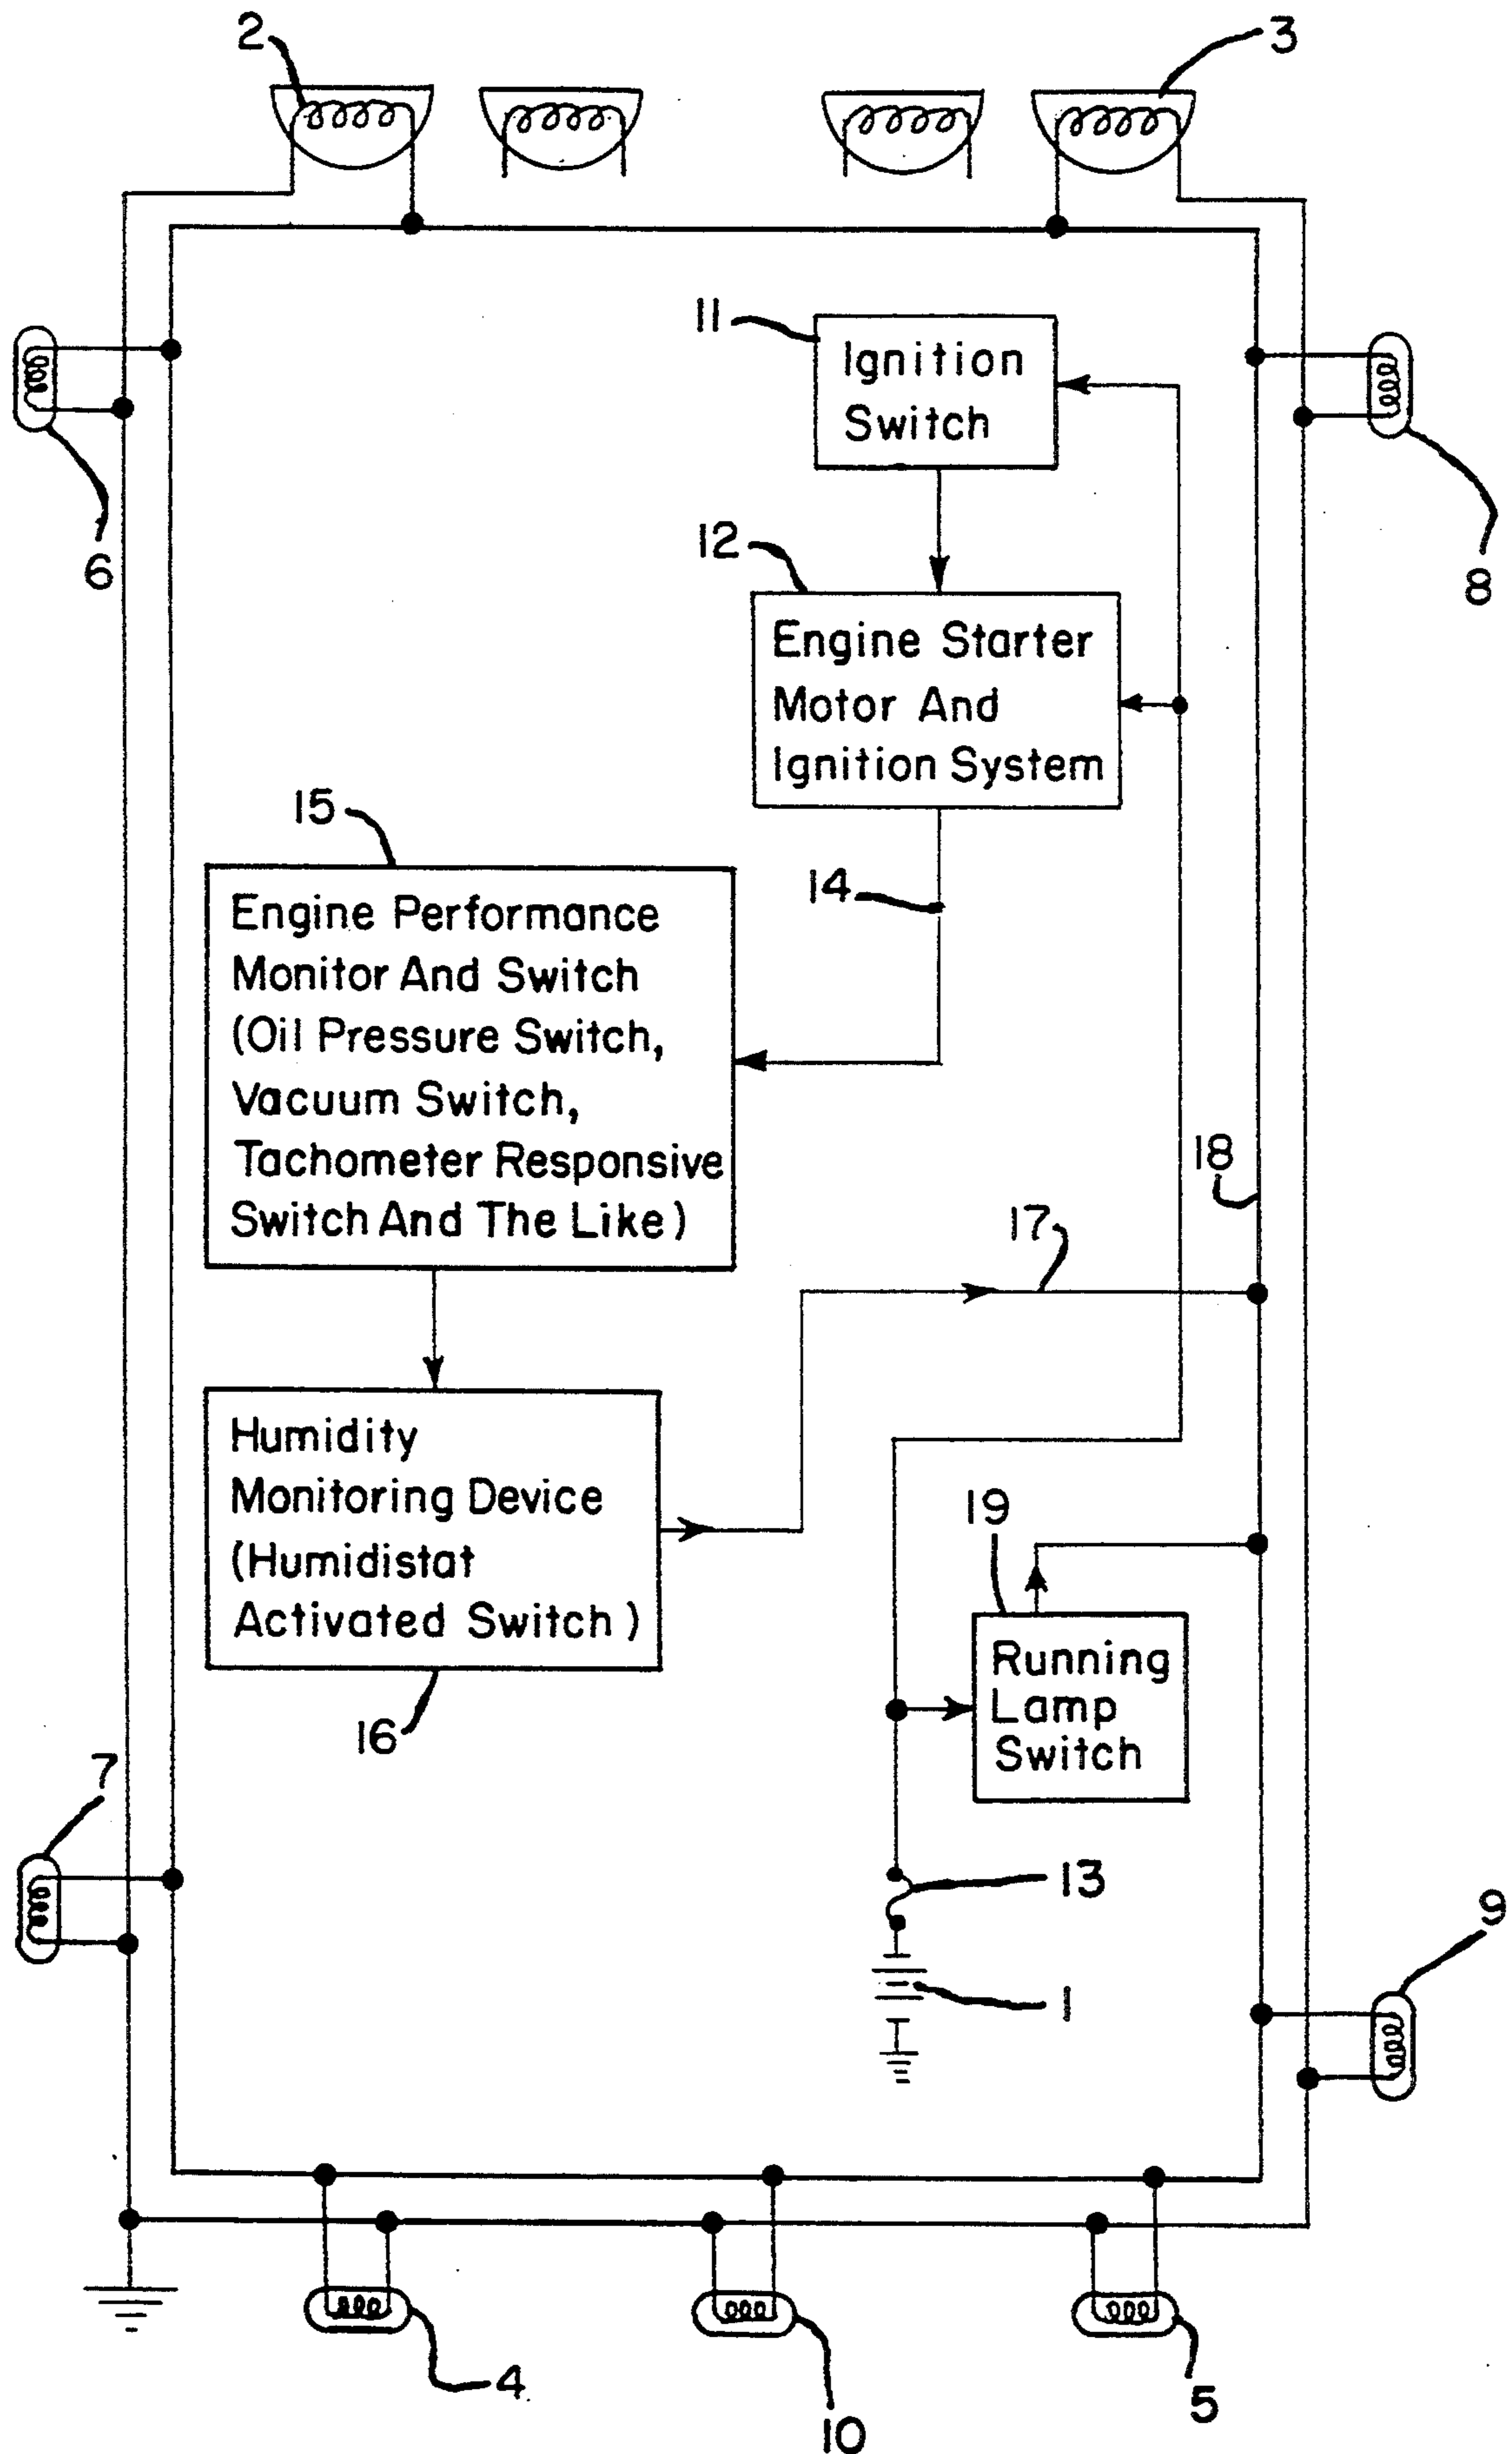 2
3
11
Ignition
Switch
6
8
12
Engine Starter
Motor And
Ignition System
15
14
Engine Performance
Monitor And Switch
(Oil Pressure Switch,
Vacuum Switch,
Tachometer Responsive
Switch And The Like)
18
17
Humidity
Monitoring Device
(Humidistat
Activated Switch)
16
19
Running
Lamp
Switch
7
13
1
9
4
10
5